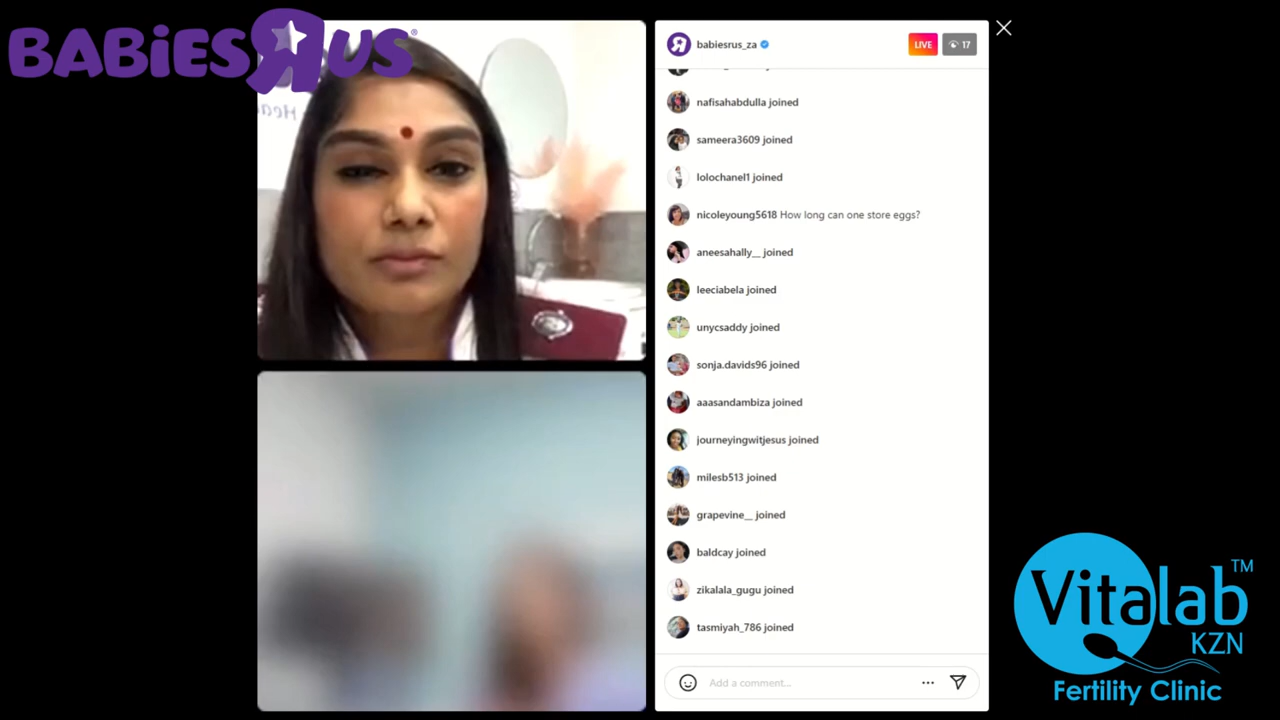 BABIES R US®
Hea
babiesrus_za
LIVE
17
nafisahabdulla joined
sameera3609 joined
lolochanel1 joined
nicoleyoung5618 How long can one store eggs?
aneesahally__ joined
leeciabela joined
unycsaddy joined
sonja.davids96 joined
aaasandambiza joined
journeyingwitjesus joined
milesb513 joined
grapevine__ joined
baldcay joined
zikalala_gugu joined
tasmiyah_786 joined
Add a comment...
Vitalab™
KZN
Fertility Clinic